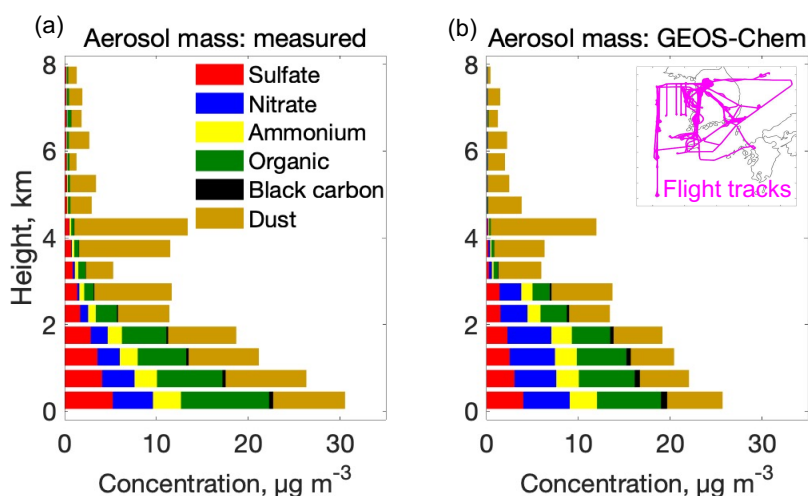 (a)
Aerosol mass: measured
8
6
4
2
0
Height, km
Sulfate
Nitrate
Ammonium
Organic
Black carbon
Dust
0 10 20 30
Concentration, µg m⁻³
(b)
Aerosol mass: GEOS-Chem
8
6
4
2
0
Flight tracks
0 10 20 30
Concentration, µg m⁻³